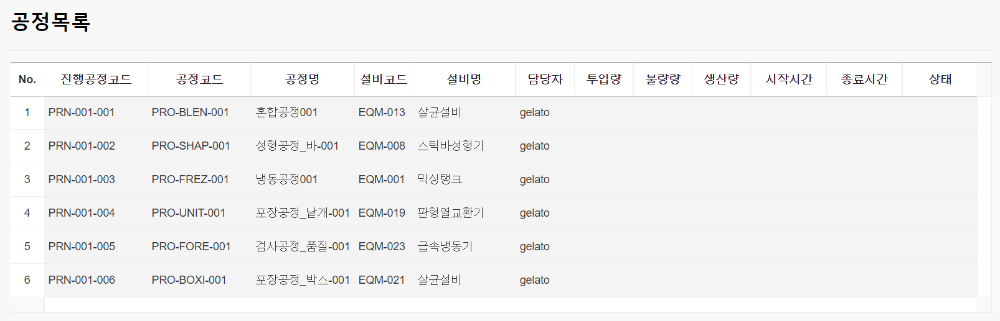 공정목록
No. 진행공정코드 공정코드 공정명 설비코드 설비명 담당자 투입량 불량량 생산량 시작시간 종료시간 상태
1 PRN-001-001 PRO-BLEN-001 혼합공정001 EQM-013 살균설비 gelato
2 PRN-001-002 PRO-SHAP-001 성형공정_바-001 EQM-008 스틱바성형기 gelato
3 PRN-001-003 PRO-FREZ-001 냉동공정001 EQM-001 믹싱탱크 gelato
4 PRN-001-004 PRO-UNIT-001 포장공정_낱개-001 EQM-019 판형열교환기 gelato
5 PRN-001-005 PRO-FORE-001 검사공정_품질-001 EQM-023 급속냉동기 gelato
6 PRN-001-006 PRO-BOXI-001 포장공정_박스-001 EQM-021 살균설비 gelato